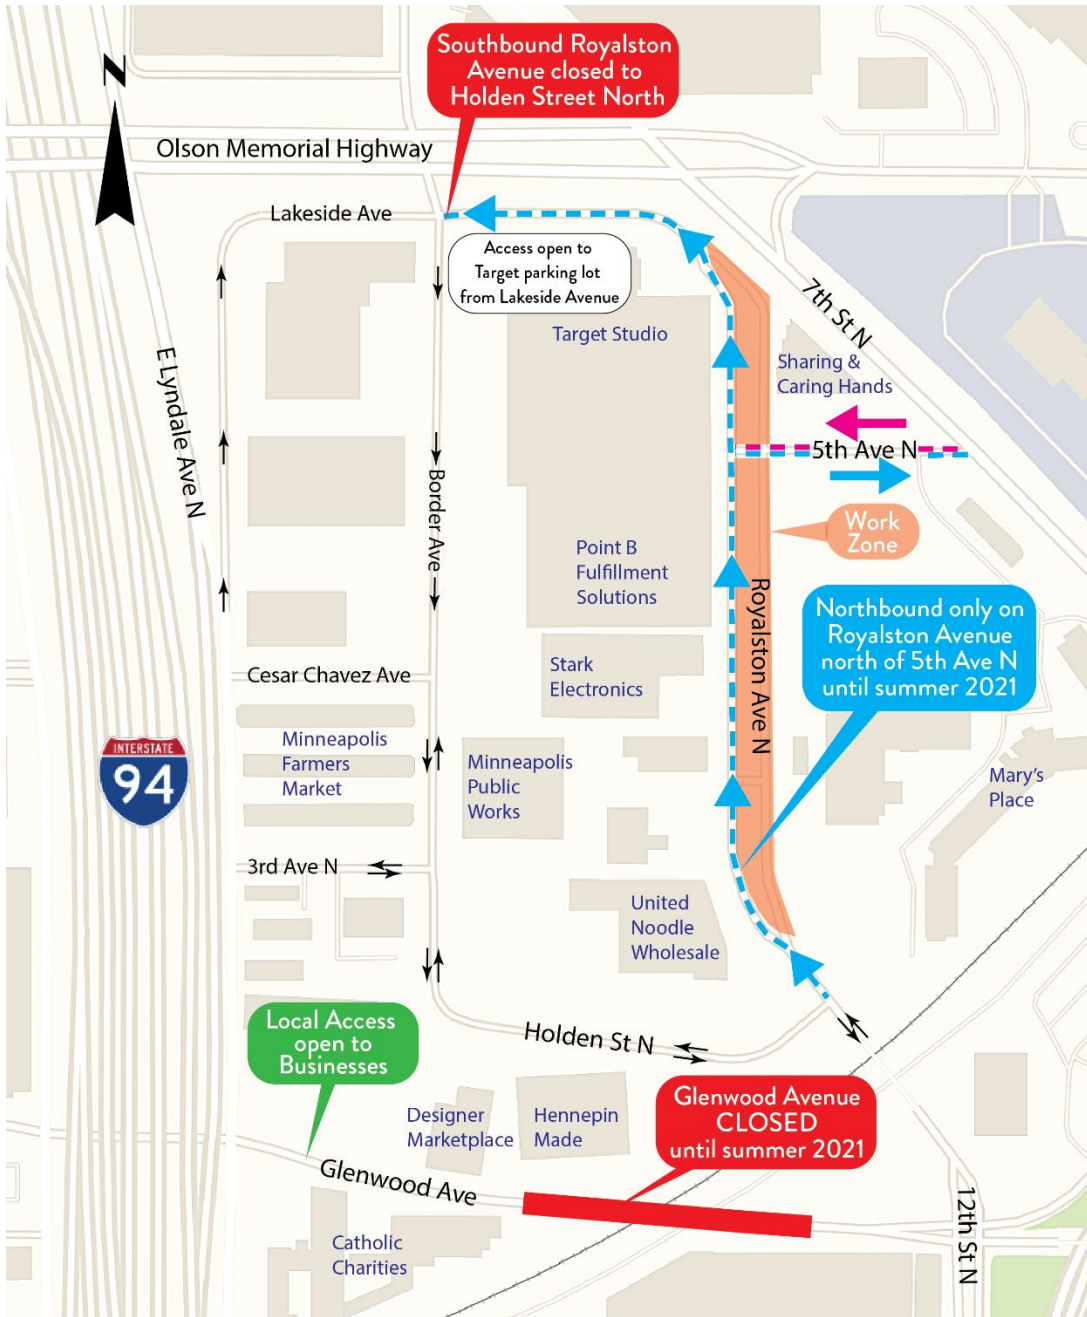 Southbound Royalston
Avenue closed to
Holden Street North
N
Olson Memorial Highway
Lakeside Ave
Access open to
Target parking lot
from Lakeside Avenue
7th St N
Target Studio
Sharing &
Caring Hands
E Lyndale Ave N
5th Ave N
Border Ave
Work
Zone
Point B
Fulfillment
Solutions
Royalston Ave N
Northbound only on
Royalston Avenue
north of 5th Ave N
until summer 2021
Stark
Electronics
Cesar Chavez Ave
INTERSTATE
94
Minneapolis
Farmers
Market
Minneapolis
Public
Works
Mary's
Place
3rd Ave N
United
Noodle
Wholesale
Local Access
open to
Businesses
Holden St N
Glenwood Avenue
CLOSED
until summer 2021
Designer
Marketplace
Hennepin
Made
Glenwood Ave
12th St N
Catholic
Charities